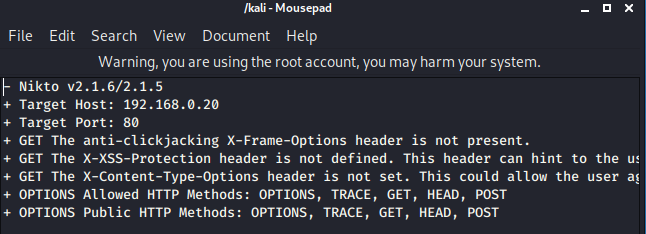 /kali - Mousepad
File Edit Search View Document Help
Warning, you are using the root account, you may harm your system.
- Nikto v2.1.6/2.1.5
+ Target Host: 192.168.0.20
+ Target Port: 80
+ GET The anti-clickjacking X-Frame-Options header is not present.
+ GET The X-XSS-Protection header is not defined. This header can hint to the
+ GET The X-Content-Type-Options header is not set. This could allow the user
+ OPTIONS Allowed HTTP Methods: OPTIONS, TRACE, GET, HEAD, POST
+ OPTIONS Public HTTP Methods: OPTIONS, TRACE, GET, HEAD, POST